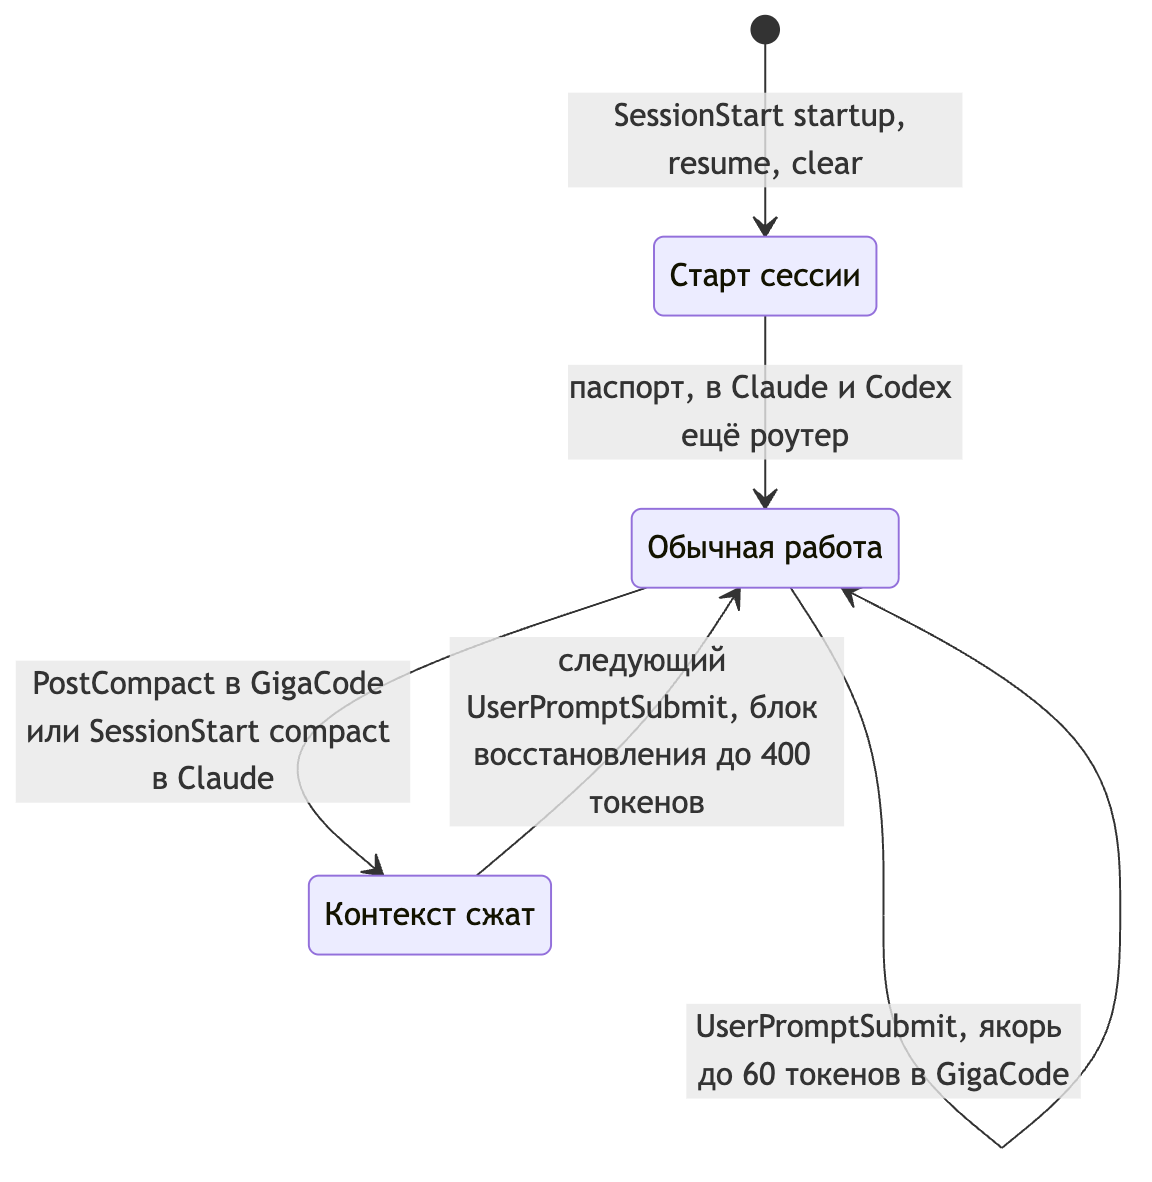 SessionStart startup,
resume, clear
Старт сессии
паспорт, в Claude и Codex
ещё роутер
Обычная работа
PostCompact в GigaCode
или SessionStart compact
в Claude
следующий
UserPromptSubmit, блок
восстановления до 400
токенов
Контекст сжат
UserPromptSubmit, якорь
до 60 токенов в GigaCode